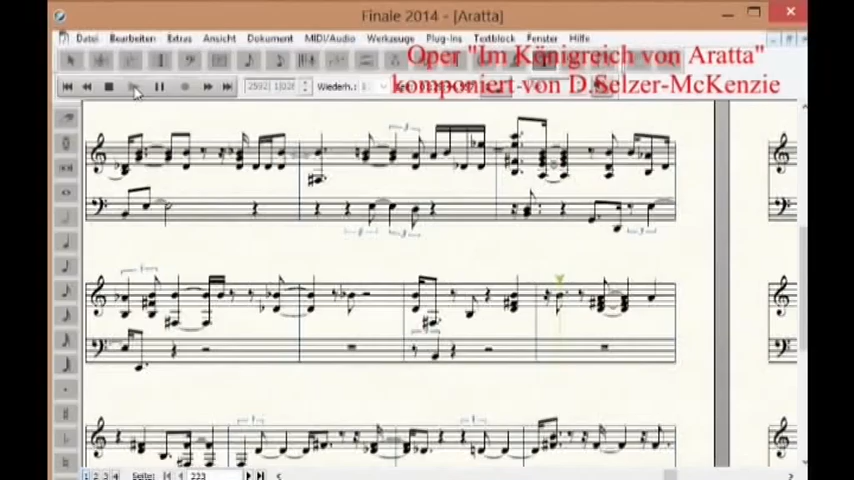 Finale 2014 - [Aratta]
Datei Bearbeiten Extras Ansicht Dokument MIDI/Audio Werkzeuge Plug-Ins Textblock Fenster Hilfe
Oper "Im Königreich von Aratta"
komponiert von D.Selzer-McKenzie
Wiederh.:
Seite: 223